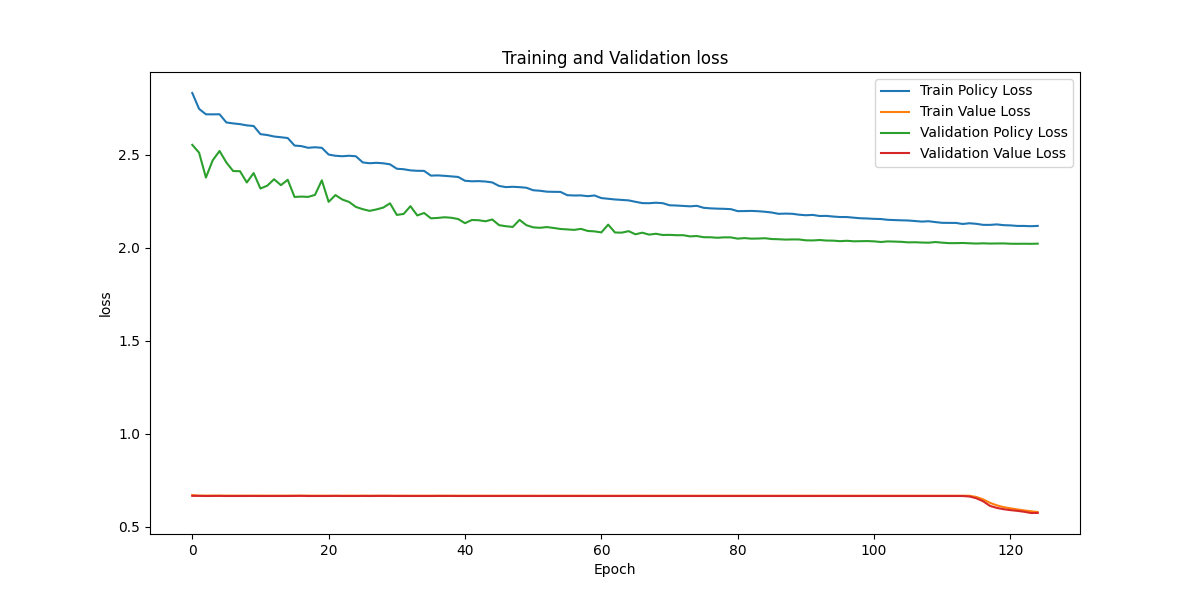 Training and Validation loss
Train Policy Loss
Train Value Loss
Validation Policy Loss
Validation Value Loss
2.5
2.0
1.5
1.0
0.5
loss
0 20 40 60 80 100 120
Epoch